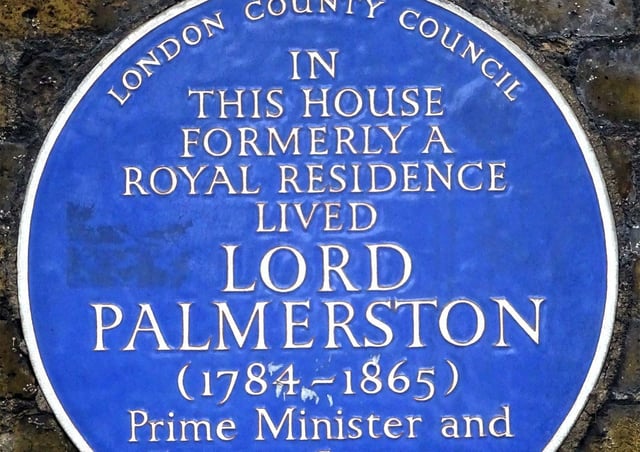 LONDON COUNTY COUNCIL
IN
THIS HOUSE
FORMERLY A
ROYAL RESIDENCE
LIVED
LORD
PALMERSTON
(1784–1865)
Prime Minister and